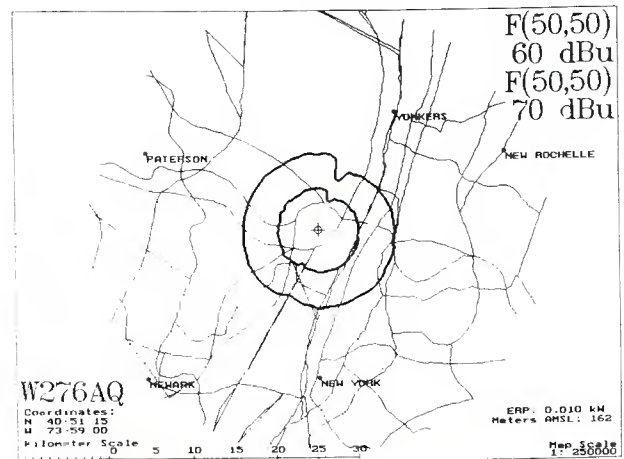 F(50,50)
60 dBu
F(50,50)
70 dBu
YONKERS
PATERSON
NEW ROCHELLE
NEWARK
NEW YORK
W276AQ
Coordinates:
N 40-51 15
W 73-59 00
Kilometer Scale
0 5 10 15 20 25 30
ERP: 0.010 kW
Meters AMSL: 162
Map Scale
1: 250000